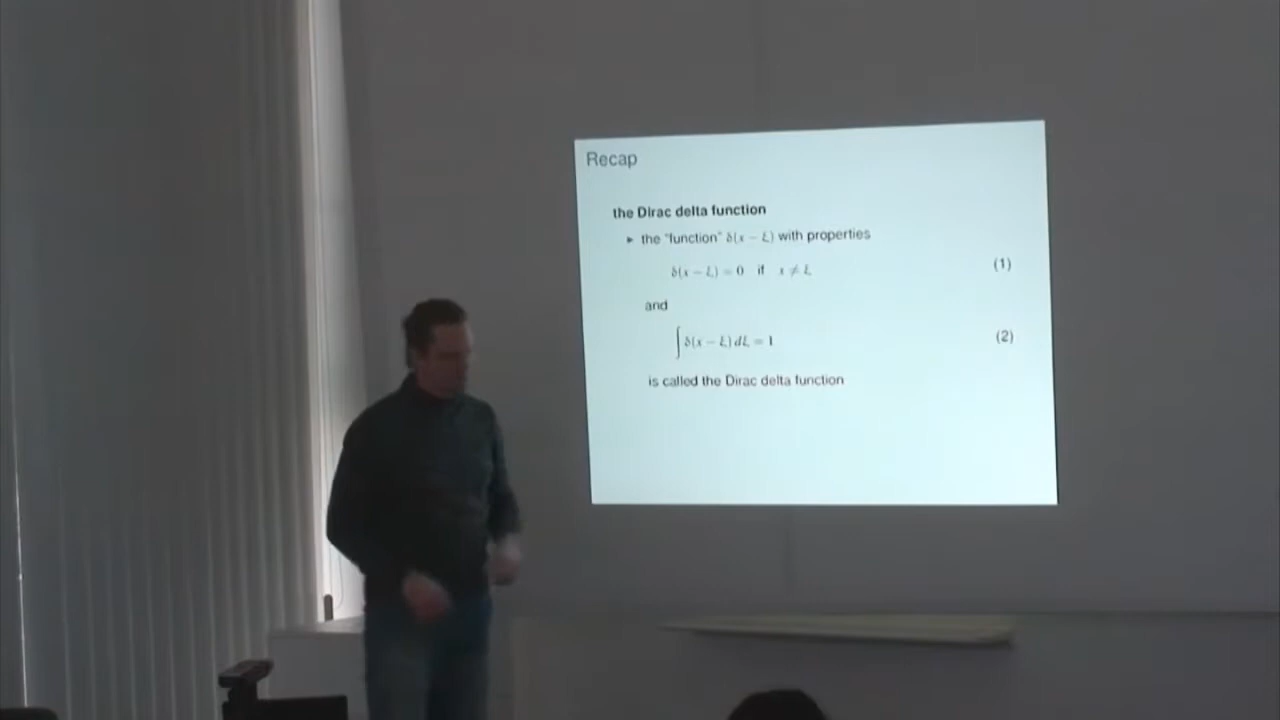 Recap
the Dirac delta function
▸ the "function" δ(x − ξ) with properties
δ(x − ξ) = 0 if x ≠ ξ (1)
and
∫ δ(x − ξ) dξ = 1 (2)
is called the Dirac delta function